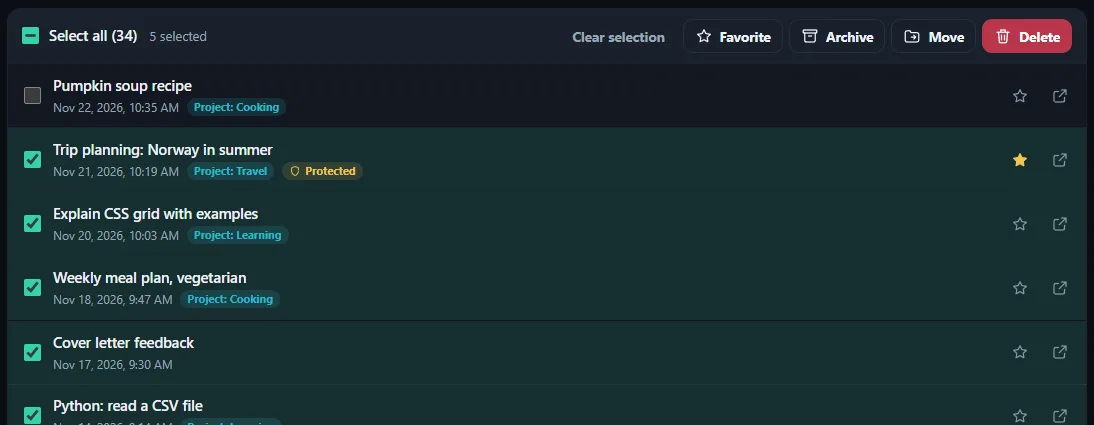 Select all (34) 5 selected Clear selection Favorite Archive Move Delete
Pumpkin soup recipe
Nov 22, 2026, 10:35 AM Project: Cooking
Trip planning: Norway in summer
Nov 21, 2026, 10:19 AM Project: Travel Protected
Explain CSS grid with examples
Nov 20, 2026, 10:03 AM Project: Learning
Weekly meal plan, vegetarian
Nov 18, 2026, 9:47 AM Project: Cooking
Cover letter feedback
Nov 17, 2026, 9:30 AM
Python: read a CSV file